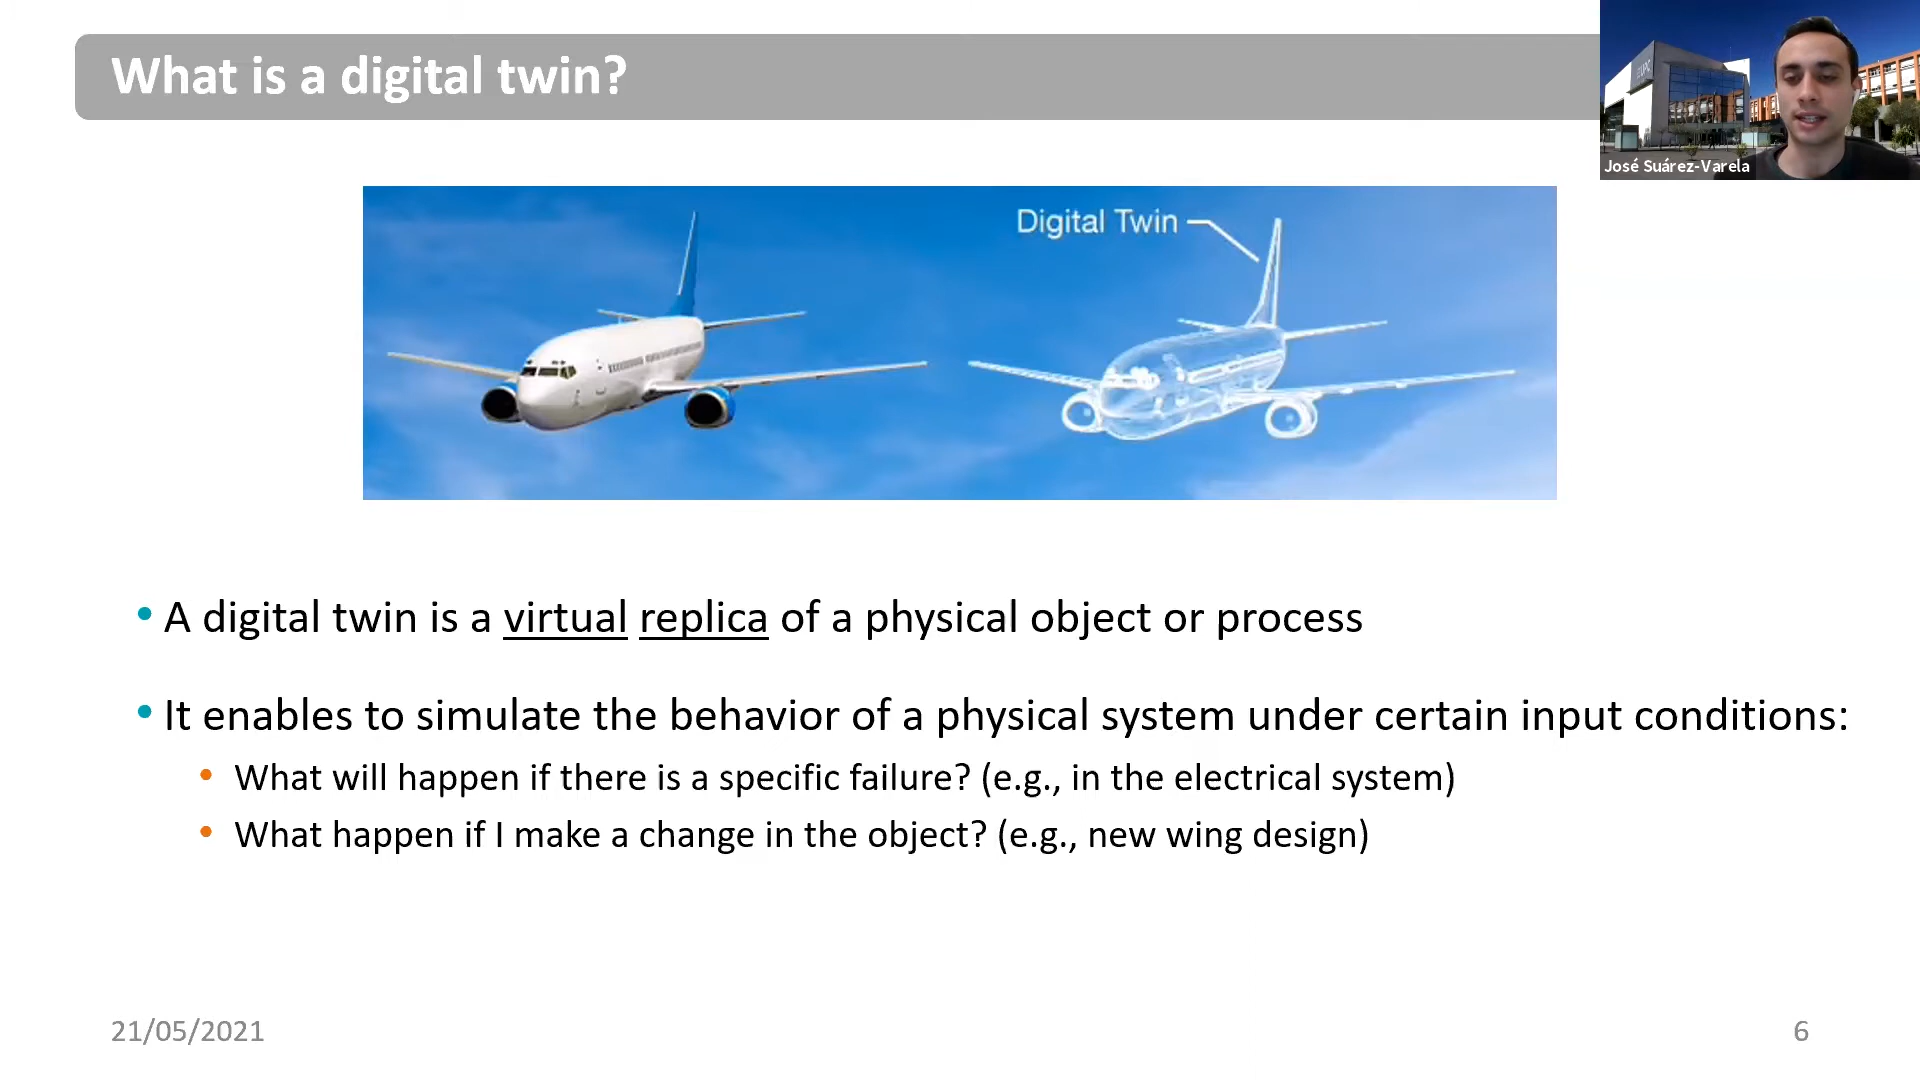 What is a digital twin?
José Suárez-Varela
Digital Twin
• A digital twin is a virtual replica of a physical object or process
• It enables to simulate the behavior of a physical system under certain input conditions:
• What will happen if there is a specific failure? (e.g., in the electrical system)
• What happen if I make a change in the object? (e.g., new wing design)
21/05/2021
6